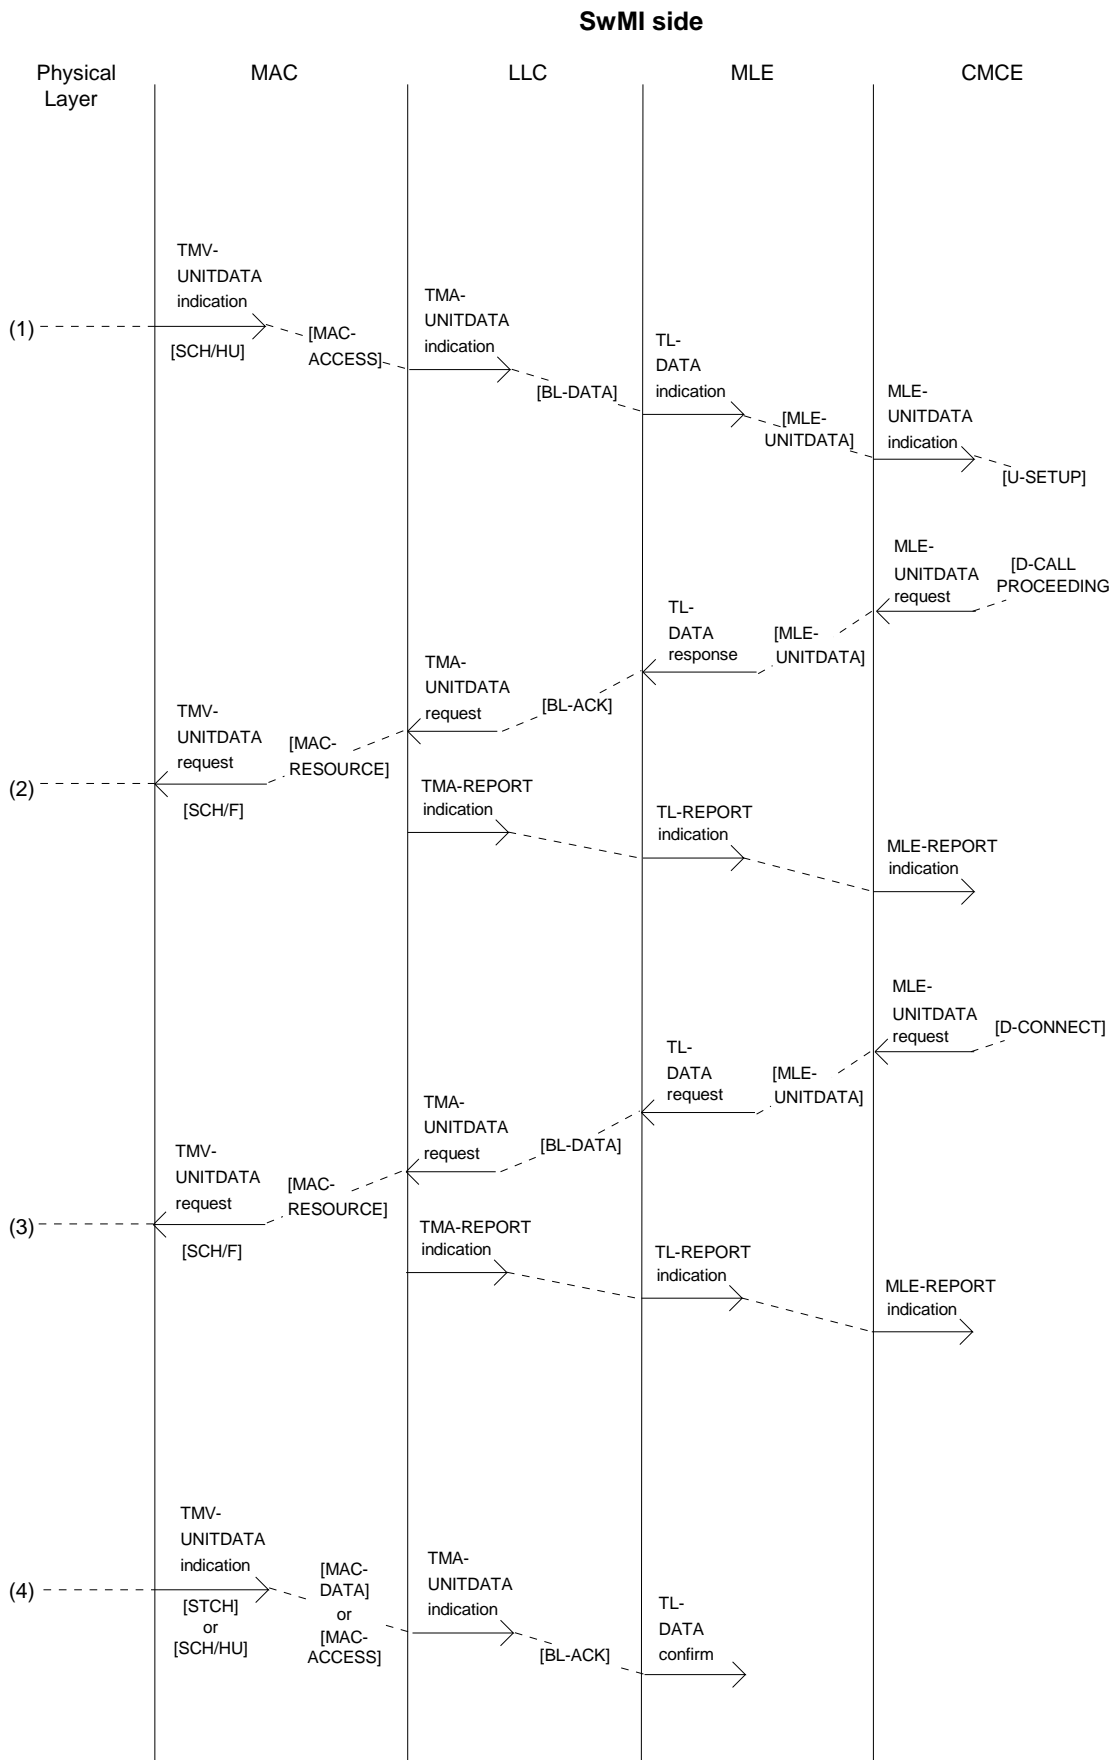 SwMI side
Physical
Layer
MAC
LLC
MLE
CMCE
(1)
TMV-
UNITDATA
indication
[SCH/HU]
[MAC-
ACCESS]
TMA-
UNITDATA
indication
[BL-DATA]
TL-
DATA
indication
[MLE-
UNITDATA]
MLE-
UNITDATA
indication
[U-SETUP]
MLE-
UNITDATA
request
[D-CALL
PROCEEDING
TL-
DATA
response
[MLE-
UNITDATA]
TMA-
UNITDATA
request
[BL-ACK]
(2)
TMV-
UNITDATA
request
[SCH/F]
[MAC-
RESOURCE]
TMA-REPORT
indication
TL-REPORT
indication
MLE-REPORT
indication
MLE-
UNITDATA
request
[D-CONNECT]
TL-
DATA
request
[MLE-
UNITDATA]
TMA-
UNITDATA
request
[BL-DATA]
(3)
TMV-
UNITDATA
request
[SCH/F]
[MAC-
RESOURCE]
TMA-REPORT
indication
TL-REPORT
indication
MLE-REPORT
indication
(4)
TMV-
UNITDATA
indication
[STCH]
or
[SCH/HU]
[MAC-
DATA]
or
[MAC-
ACCESS]
TMA-
UNITDATA
indication
[BL-ACK]
TL-
DATA
confirm